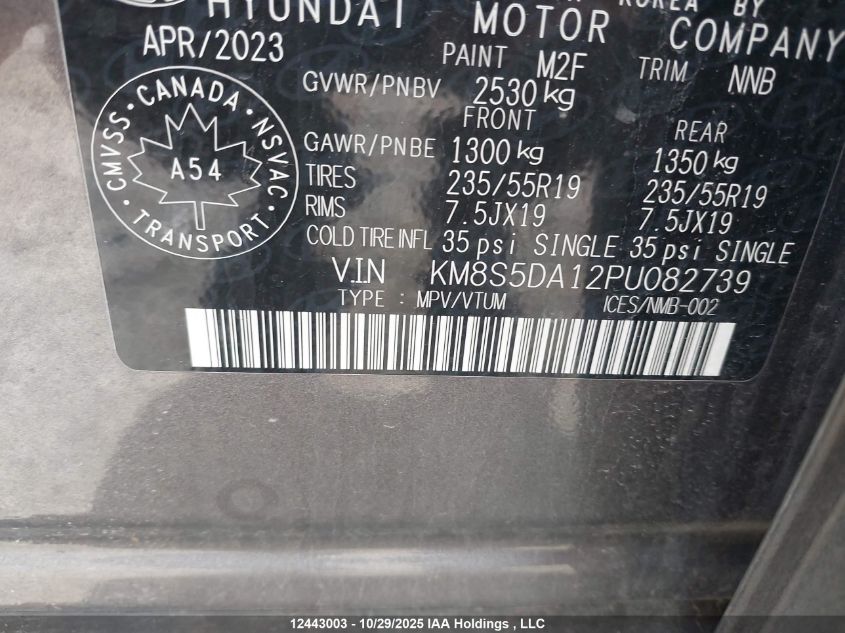 KOREA BY
HYUNDAI MOTOR COMPANY
APR/2023 PAINT M2F TRIM NNB
GVWR/PNBV 2530 kg
FRONT REAR
GAWR/PNBE 1300 kg 1350 kg
TIRES 235/55R19 235/55R19
RIMS 7.5JX19 7.5JX19
COLD TIRE INFL 35 psi SINGLE 35 psi SINGLE
V.I.N KM8S5DA12PU082739
TYPE : MPV/VTUM ICES/NMB-002
CMVSS · CANADA · NSVAC · TRANSPORT ·
A54
12443003 - 10/29/2025 IAA Holdings , LLC